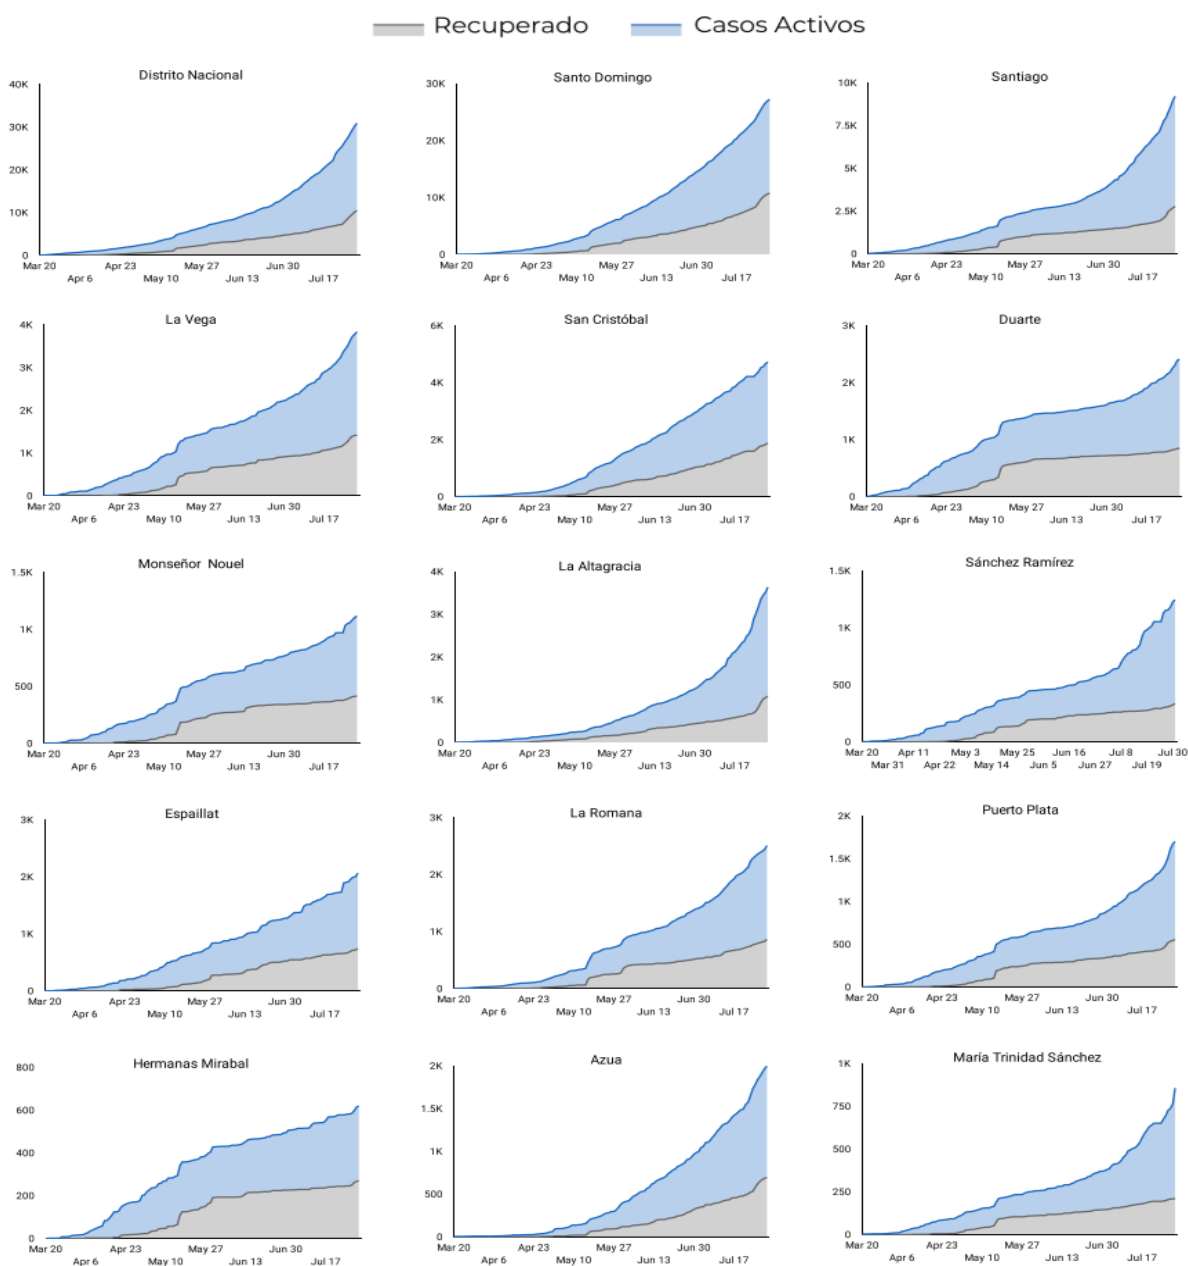 Recuperado Casos Activos
Distrito Nacional
40K
30K
20K
10K
0
Mar 20 Apr 23 May 27 Jun 30
Apr 6 May 10 Jun 13 Jul 17
Santo Domingo
30K
20K
10K
0
Mar 20 Apr 23 May 27 Jun 30
Apr 6 May 10 Jun 13 Jul 17
Santiago
10K
7.5K
5K
2.5K
0
Mar 20 Apr 23 May 27 Jun 30
Apr 6 May 10 Jun 13 Jul 17
La Vega
4K
3K
2K
1K
0
Mar 20 Apr 23 May 27 Jun 30
Apr 6 May 10 Jun 13 Jul 17
San Cristóbal
6K
4K
2K
0
Mar 20 Apr 23 May 27 Jun 30
Apr 6 May 10 Jun 13 Jul 17
Duarte
3K
2K
1K
0
Mar 20 Apr 23 May 27 Jun 30
Apr 6 May 10 Jun 13 Jul 17
Monseñor Nouel
1.5K
1K
500
0
Mar 20 Apr 23 May 27 Jun 30
Apr 6 May 10 Jun 13 Jul 17
La Altagracia
4K
3K
2K
1K
0
Mar 20 Apr 23 May 27 Jun 30
Apr 6 May 10 Jun 13 Jul 17
Sánchez Ramírez
1.5K
1K
500
0
Mar 20 Apr 11 May 3 May 25 Jun 16 Jul 8 Jul 30
Mar 31 Apr 22 May 14 Jun 5 Jun 27 Jul 19
Espaillat
3K
2K
1K
0
Mar 20 Apr 23 May 27 Jun 30
Apr 6 May 10 Jun 13 Jul 17
La Romana
3K
2K
1K
0
Mar 20 Apr 23 May 27 Jun 30
Apr 6 May 10 Jun 13 Jul 17
Puerto Plata
2K
1.5K
1K
500
0
Mar 20 Apr 23 May 27 Jun 30
Apr 6 May 10 Jun 13 Jul 17
Hermanas Mirabal
800
600
400
200
0
Mar 20 Apr 23 May 27 Jun 30
Apr 6 May 10 Jun 13 Jul 17
Azua
2K
1.5K
1K
500
0
Mar 20 Apr 23 May 27 Jun 30
Apr 6 May 10 Jun 13 Jul 17
María Trinidad Sánchez
1K
750
500
250
0
Mar 20 Apr 23 May 27 Jun 30
Apr 6 May 10 Jun 13 Jul 17